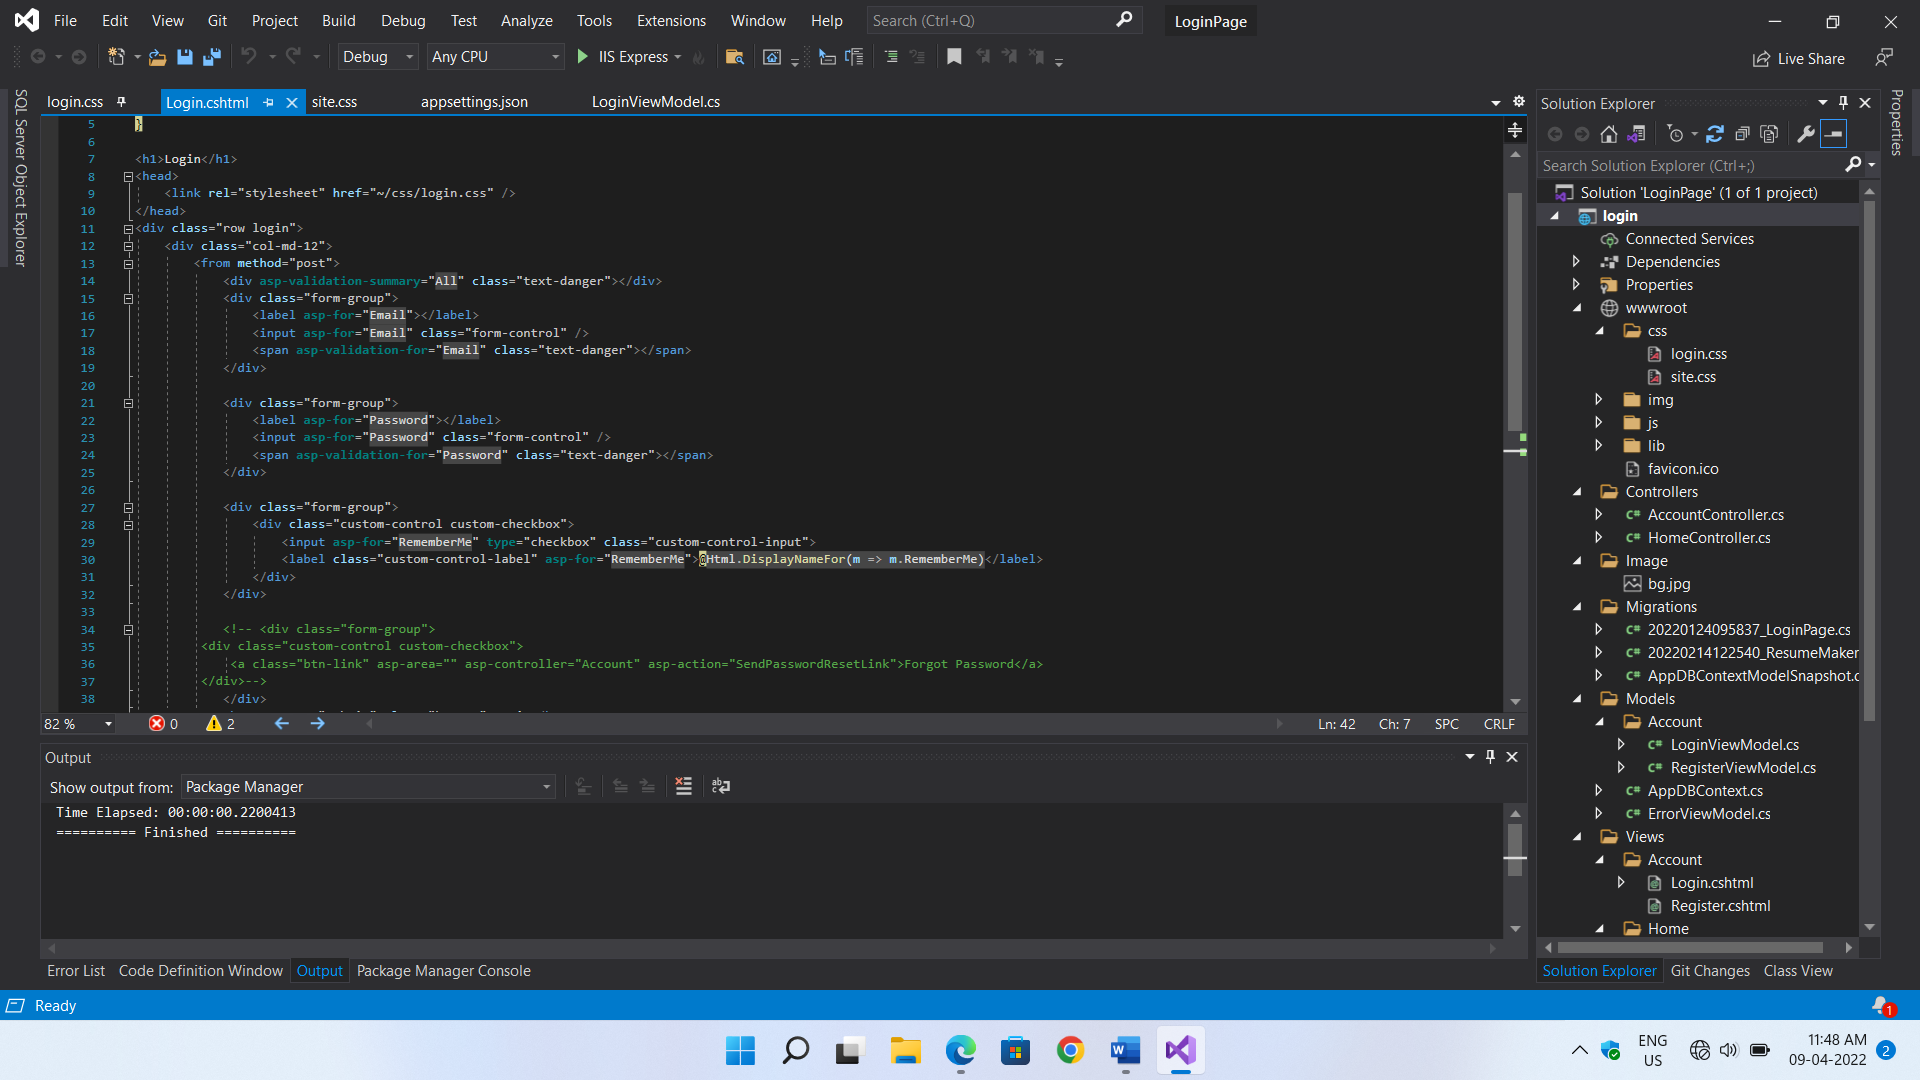 File Edit View Git Project Build Debug Test Analyze Tools Extensions Window Help Search (Ctrl+Q) LoginPage
Debug Any CPU IIS Express Live Share
SQL Server Object Explorer
login.css Login.cshtml site.css appsettings.json LoginViewModel.cs
5 }
6
7 <h1>Login</h1>
8 <head>
9 <link rel="stylesheet" href="~/css/login.css" />
10 </head>
11 <div class="row login">
12 <div class="col-md-12">
13 <from method="post">
14 <div asp-validation-summary="All" class="text-danger"></div>
15 <div class="form-group">
16 <label asp-for="Email"></label>
17 <input asp-for="Email" class="form-control" />
18 <span asp-validation-for="Email" class="text-danger"></span>
19 </div>
20
21 <div class="form-group">
22 <label asp-for="Password"></label>
23 <input asp-for="Password" class="form-control" />
24 <span asp-validation-for="Password" class="text-danger"></span>
25 </div>
26
27 <div class="form-group">
28 <div class="custom-control custom-checkbox">
29 <input asp-for="RememberMe" type="checkbox" class="custom-control-input">
30 <label class="custom-control-label" asp-for="RememberMe">@Html.DisplayNameFor(m => m.RememberMe)</label>
31 </div>
32 </div>
33
34 <!-- <div class="form-group">
35 <div class="custom-control custom-checkbox">
36 <a class="btn-link" asp-area="" asp-controller="Account" asp-action="SendPasswordResetLink">Forgot Password</a>
37 </div>-->
38 </div>
82 % 0 2 Ln: 42 Ch: 7 SPC CRLF
Output
Show output from: Package Manager
Time Elapsed: 00:00:00.2200413
========== Finished ==========
Error List Code Definition Window Output Package Manager Console
Solution Explorer
Search Solution Explorer (Ctrl+;)
Solution 'LoginPage' (1 of 1 project)
login
Connected Services
Dependencies
Properties
wwwroot
css
login.css
site.css
img
js
lib
favicon.ico
Controllers
C# AccountController.cs
C# HomeController.cs
Image
bg.jpg
Migrations
C# 20220124095837_LoginPage.cs
C# 20220214122540_ResumeMaker
C# AppDBContextModelSnapshot.c
Models
Account
C# LoginViewModel.cs
C# RegisterViewModel.cs
C# AppDBContext.cs
C# ErrorViewModel.cs
Views
Account
Login.cshtml
Register.cshtml
Home
Solution Explorer Git Changes Class View
Properties
Ready 1
ENG
US
11:48 AM
09-04-2022
2